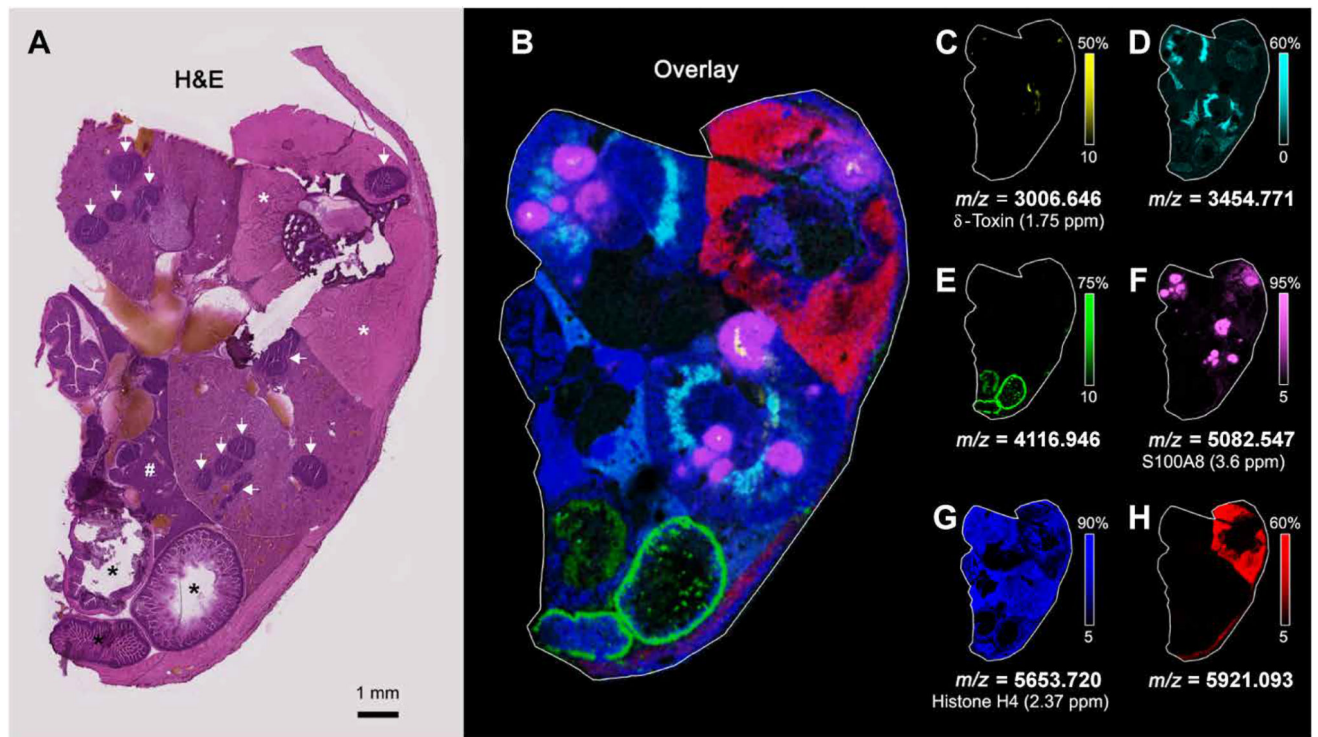 A
H&E
*
*
#
*
*
*
1 mm
B
Overlay
C
50%
10
m/z = 3006.646
δ-Toxin (1.75 ppm)
D
60%
0
m/z = 3454.771
E
75%
10
m/z = 4116.946
F
95%
5
m/z = 5082.547
S100A8 (3.6 ppm)
G
90%
5
m/z = 5653.720
Histone H4 (2.37 ppm)
H
60%
5
m/z = 5921.093